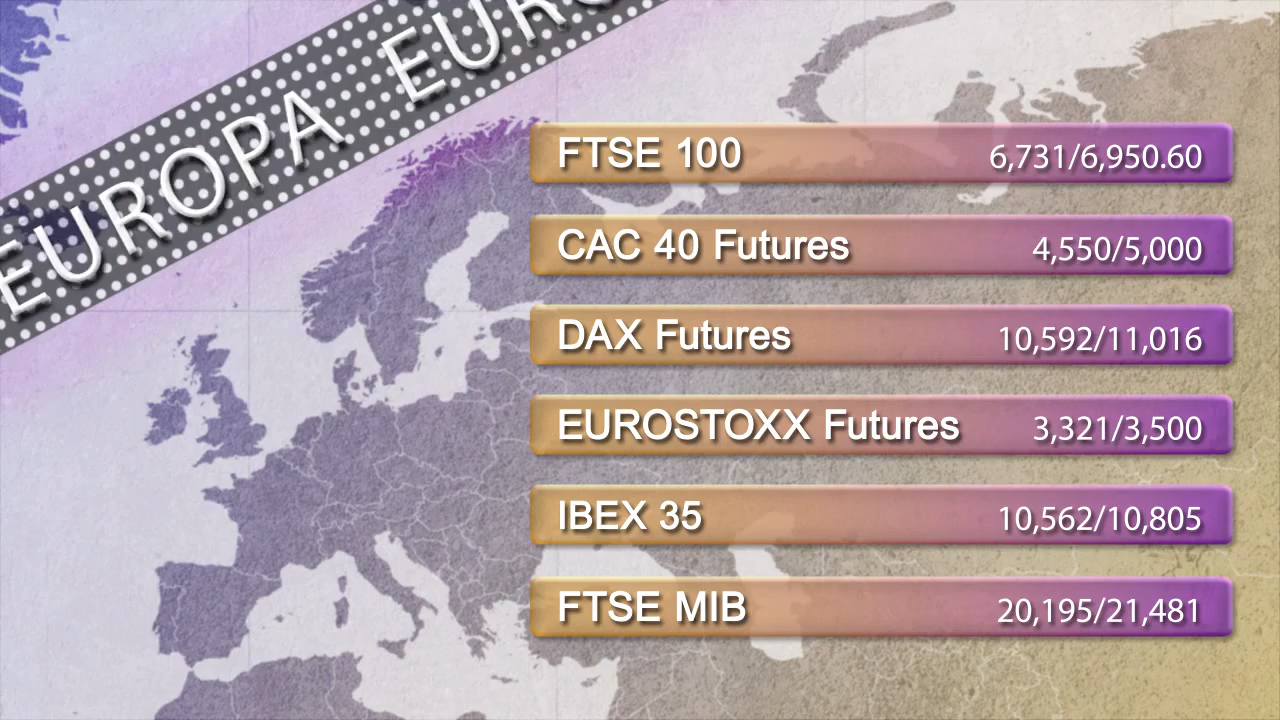 EUROPA EURO
FTSE 100 6,731/6,950.60
CAC 40 Futures 4,550/5,000
DAX Futures 10,592/11,016
EUROSTOXX Futures 3,321/3,500
IBEX 35 10,562/10,805
FTSE MIB 20,195/21,481